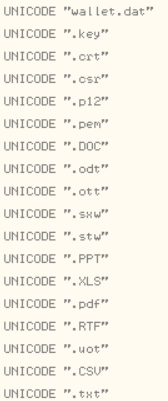 UNICODE "wallet.dat"
UNICODE ".key"
UNICODE ".crt"
UNICODE ".csr"
UNICODE ".p12"
UNICODE ".pem"
UNICODE ".DOC"
UNICODE ".odt"
UNICODE ".ott"
UNICODE ".sxw"
UNICODE ".stw"
UNICODE ".PPT"
UNICODE ".XLS"
UNICODE ".pdf"
UNICODE ".RTF"
UNICODE ".uot"
UNICODE ".CSV"
UNICODE ".txt"